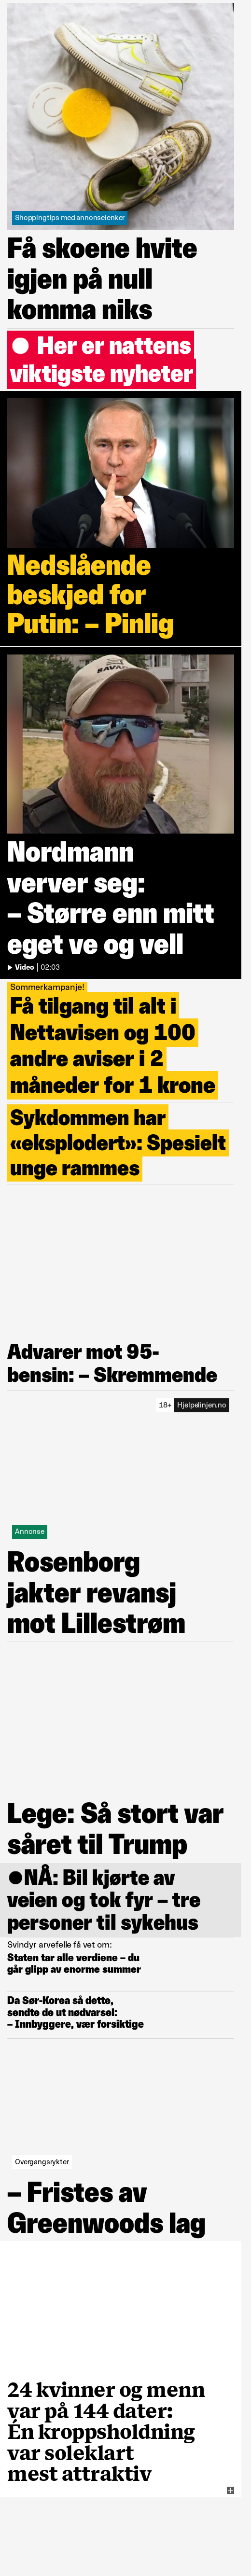 Shoppingtips med annonselenker
Få skoene hvite
igjen på null
komma niks
Her er nattens
viktigste nyheter
Nedslående
beskjed for
Putin: – Pinlig
SAVAGE
Nordmann
verver seg:
– Større enn mitt
eget ve og vell
Video | 02:03
Sommerkampanje!
Få tilgang til alt i
Nettavisen og 100
andre aviser i 2
måneder for 1 krone
Sykdommen har
«eksplodert»: Spesielt
unge rammes
Advarer mot 95-
bensin: – Skremmende
18+ Hjelpelinjen.no
Annonse
Rosenborg
jakter revansj
mot Lillestrøm
Lege: Så stort var
såret til Trump
●NÅ: Bil kjørte av
veien og tok fyr – tre
personer til sykehus
Svindyr arvefelle få vet om:
Staten tar alle verdiene – du
går glipp av enorme summer
Da Sør-Korea så dette,
sendte de ut nødvarsel:
– Innbyggere, vær forsiktige
Overgangsrykter
– Fristes av
Greenwoods lag
24 kvinner og menn
var på 144 dater:
Én kroppsholdning
var soleklart
mest attraktiv